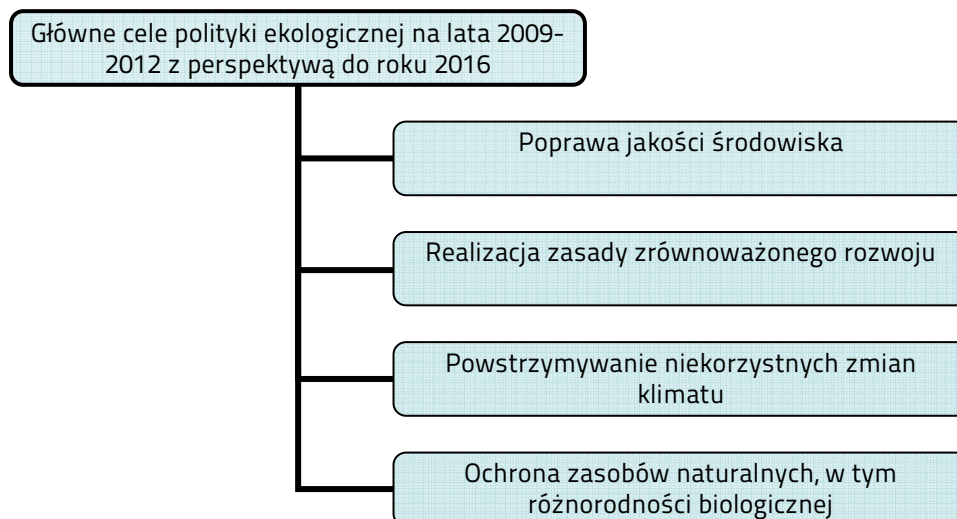 Główne cele polityki ekologicznej na lata 2009-
2012 z perspektywą do roku 2016
Poprawa jakości środowiska
Realizacja zasady zrównoważonego rozwoju
Powstrzymywanie niekorzystnych zmian
klimatu
Ochrona zasobów naturalnych, w tym
różnorodności biologicznej